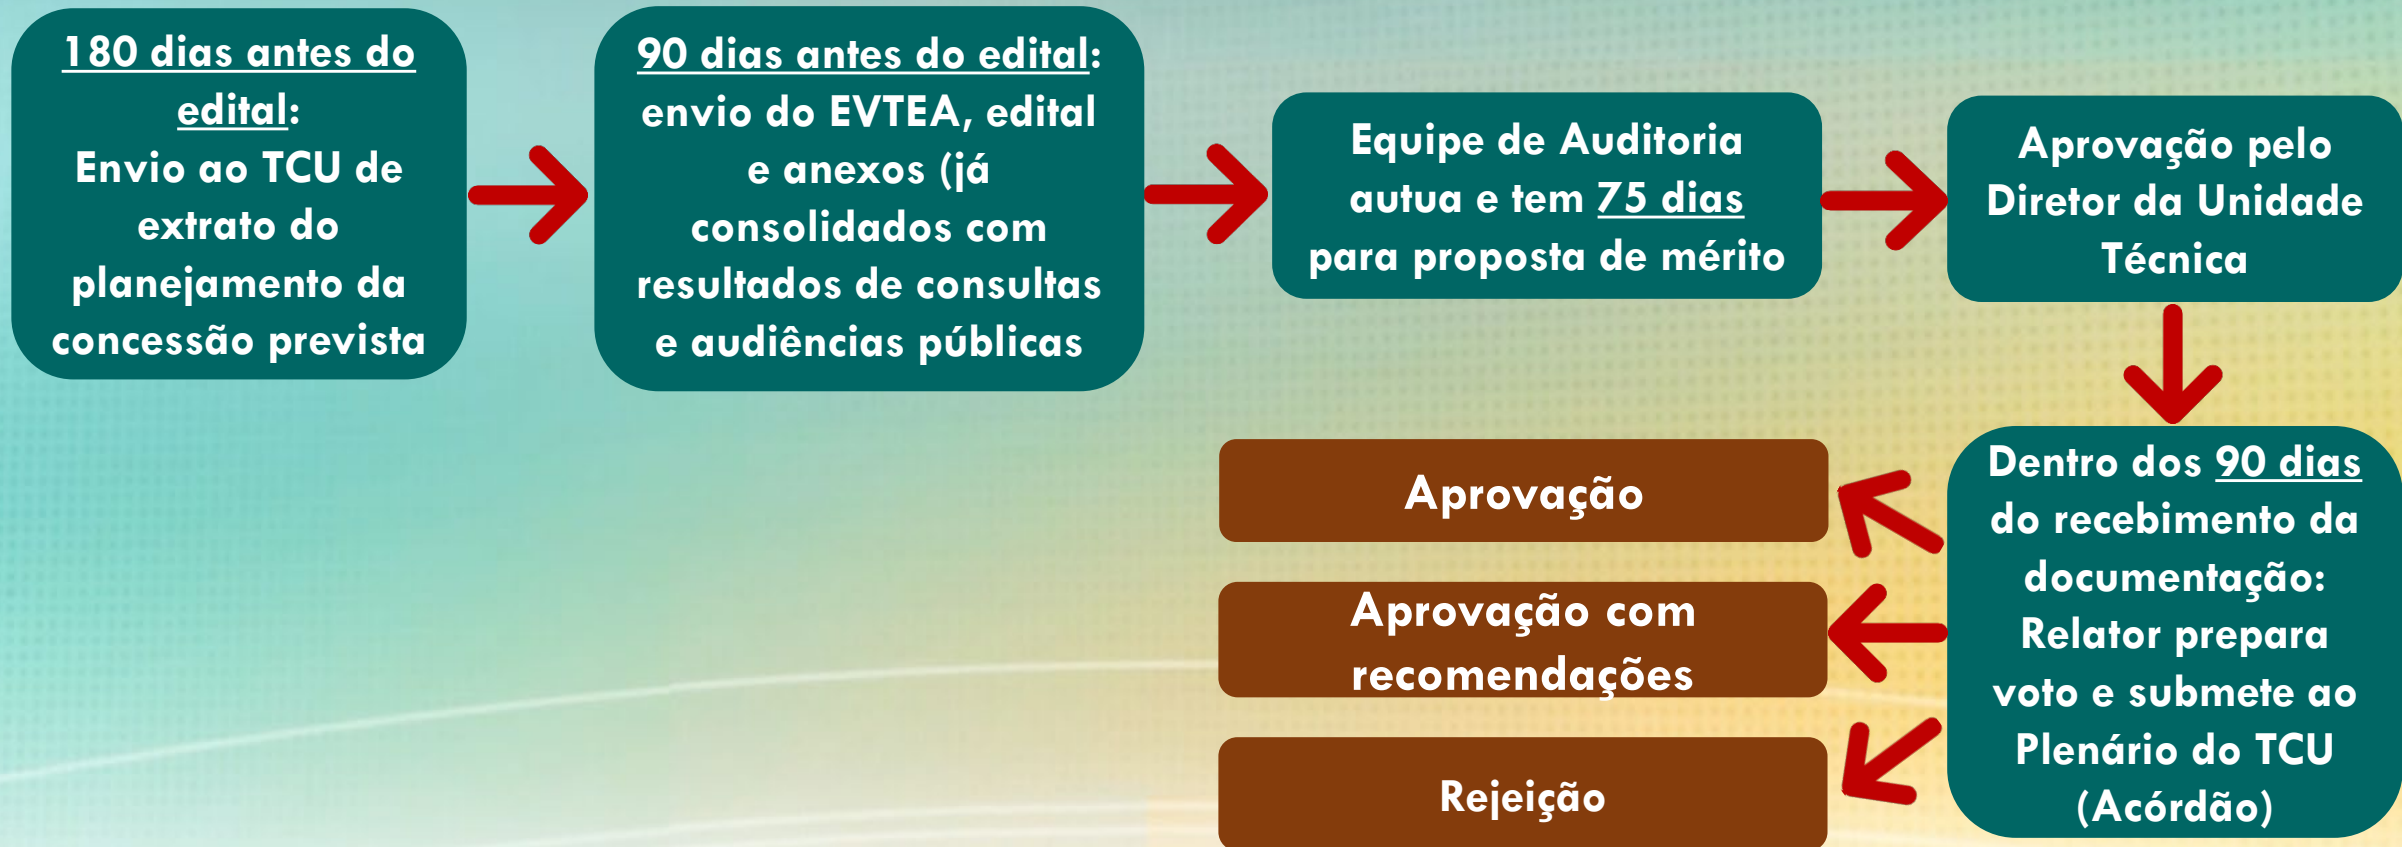 180 dias antes do
edital:
Envio ao TCU de
extrato do
planejamento da
concessão prevista
90 dias antes do edital:
envio do EVTEA, edital
e anexos (já
consolidados com
resultados de consultas
e audiências públicas
Equipe de Auditoria
autua e tem 75 dias
para proposta de mérito
Aprovação pelo
Diretor da Unidade
Técnica
Dentro dos 90 dias
do recebimento da
documentação:
Relator prepara
voto e submete ao
Plenário do TCU
(Acórdão)
Aprovação
Aprovação com
recomendações
Rejeição